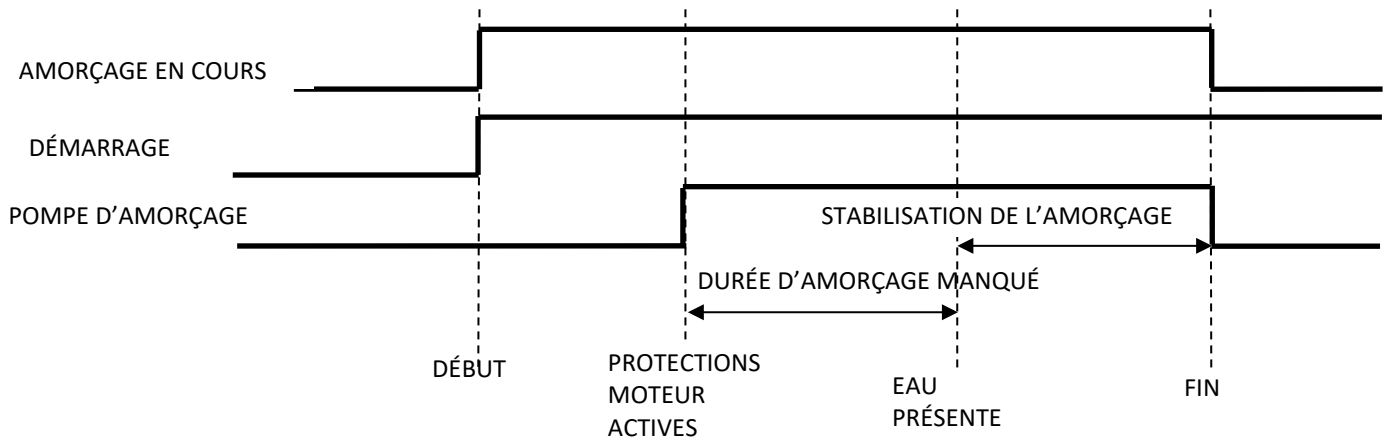 AMORÇAGE EN COURS
DÉMARRAGE
POMPE D’AMORÇAGE
STABILISATION DE L’AMORÇAGE
DURÉE D’AMORÇAGE MANQUÉ
DÉBUT
PROTECTIONS
MOTEUR
ACTIVES
EAU
PRÉSENTE
FIN